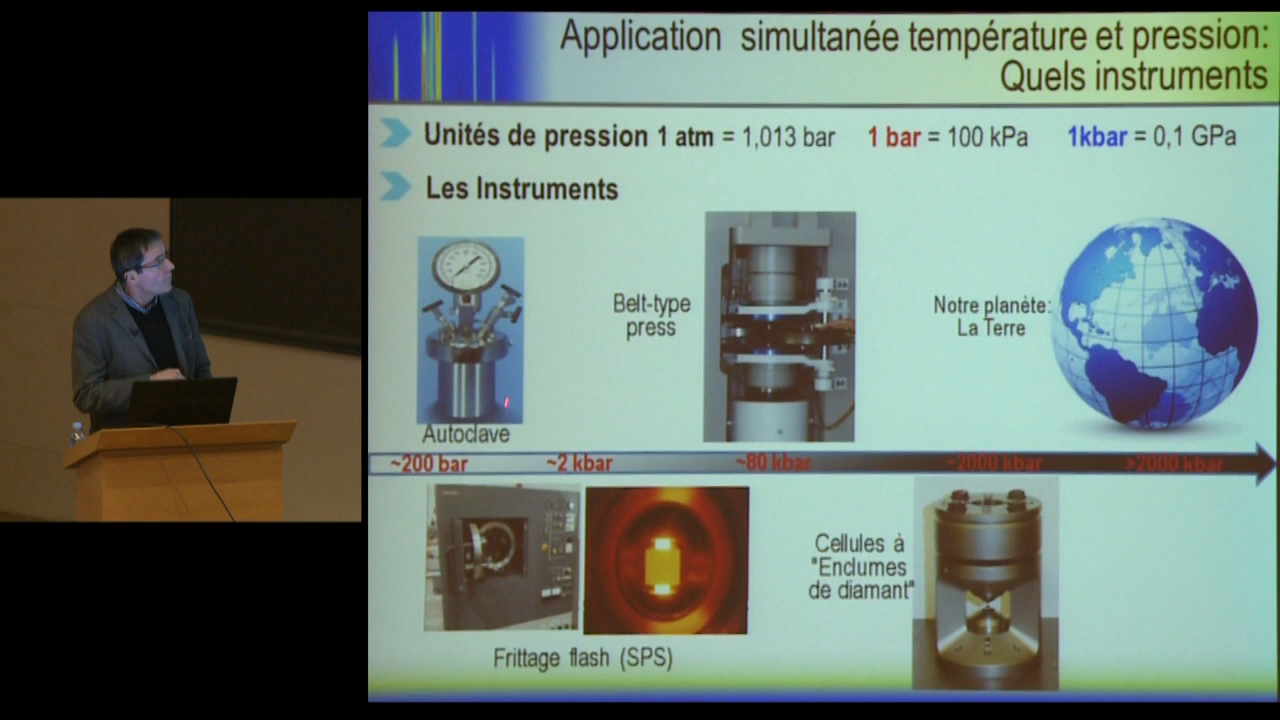 Application simultanée température et pression:
Quels instruments
Unités de pression 1 atm = 1,013 bar 1 bar = 100 kPa 1kbar = 0,1 GPa
Les Instruments
Belt-type
press
Notre planète:
La Terre
Autoclave
~200 bar ~2 kbar ~80 kbar ~2000 kbar >2000 kbar
Cellules à
"Enclumes
de diamant"
Frittage flash (SPS)